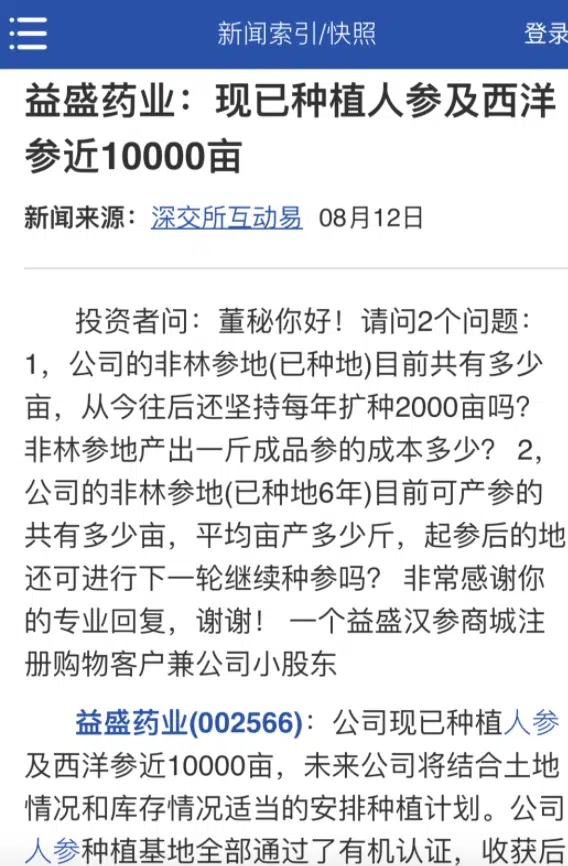 新闻索引/快照
登录
益盛药业：现已种植人参及西洋
参近10000亩
新闻来源：深交所互动易 08月12日
投资者问：董秘你好！请问2个问题：
1，公司的非林参地(已种地)目前共有多少
亩，从今往后还坚持每年扩种2000亩吗？
非林参地产出一斤成品参的成本多少？ 2，
公司的非林参地(已种地6年)目前可产参的
共有多少亩，平均亩产多少斤，起参后的地
还可进行下一轮继续种参吗？ 非常感谢你
的专业回复，谢谢！ 一个益盛汉参商城注
册购物客户兼公司小股东
益盛药业(002566)：公司现已种植人参
及西洋参近10000亩，未来公司将结合土地
情况和库存情况适当的安排种植计划。公司
人参种植基地全部通过了有机认证，收获后